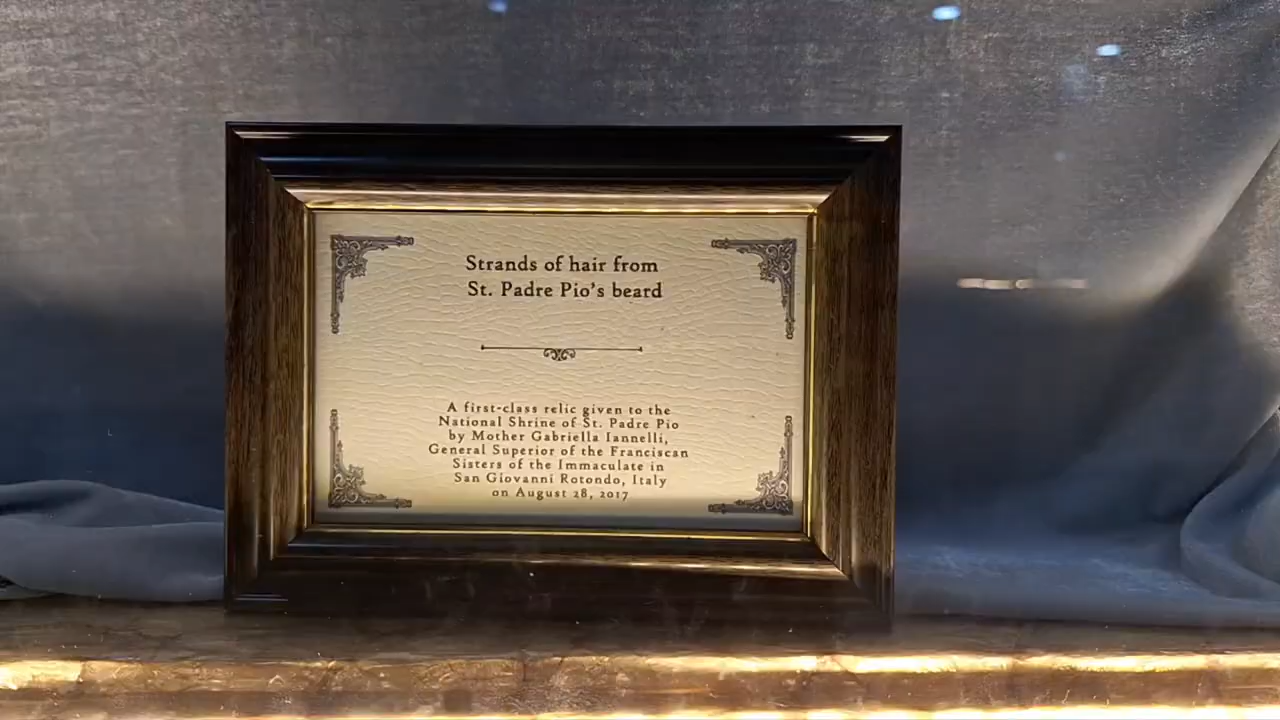 Strands of hair from
St. Padre Pio's beard
A first-class relic given to the
National Shrine of St. Padre Pio
by Mother Gabriella Iannelli,
General Superior of the Franciscan
Sisters of the Immaculate in
San Giovanni Rotondo, Italy
on August 28, 2017